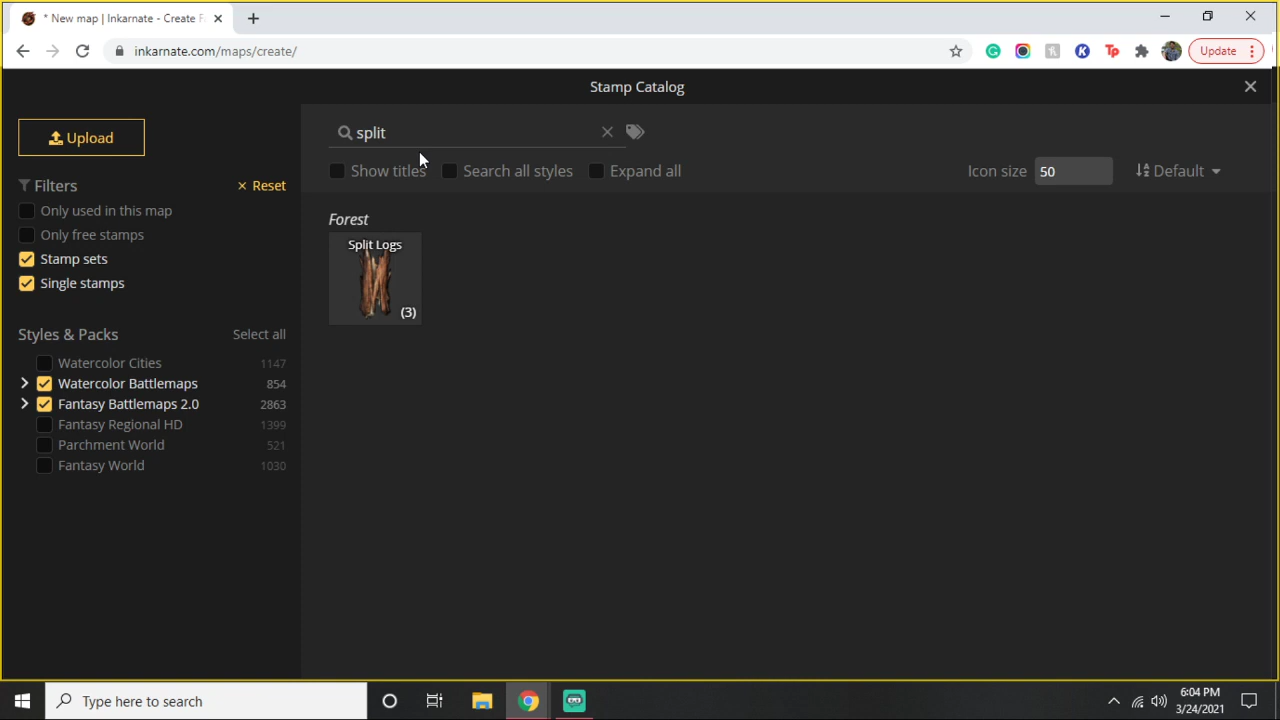 * New map | Inkarnate - Create F
inkarnate.com/maps/create/
Update
Stamp Catalog
Upload
split
Show titles
Search all styles
Expand all
Icon size
50
Default
Filters
Reset
Only used in this map
Only free stamps
Stamp sets
Single stamps
Forest
Split Logs
(3)
Styles & Packs
Select all
Watercolor Cities 1147
Watercolor Battlemaps 854
Fantasy Battlemaps 2.0 2863
Fantasy Regional HD 1399
Parchment World 521
Fantasy World 1030
Type here to search
6:04 PM
3/24/2021